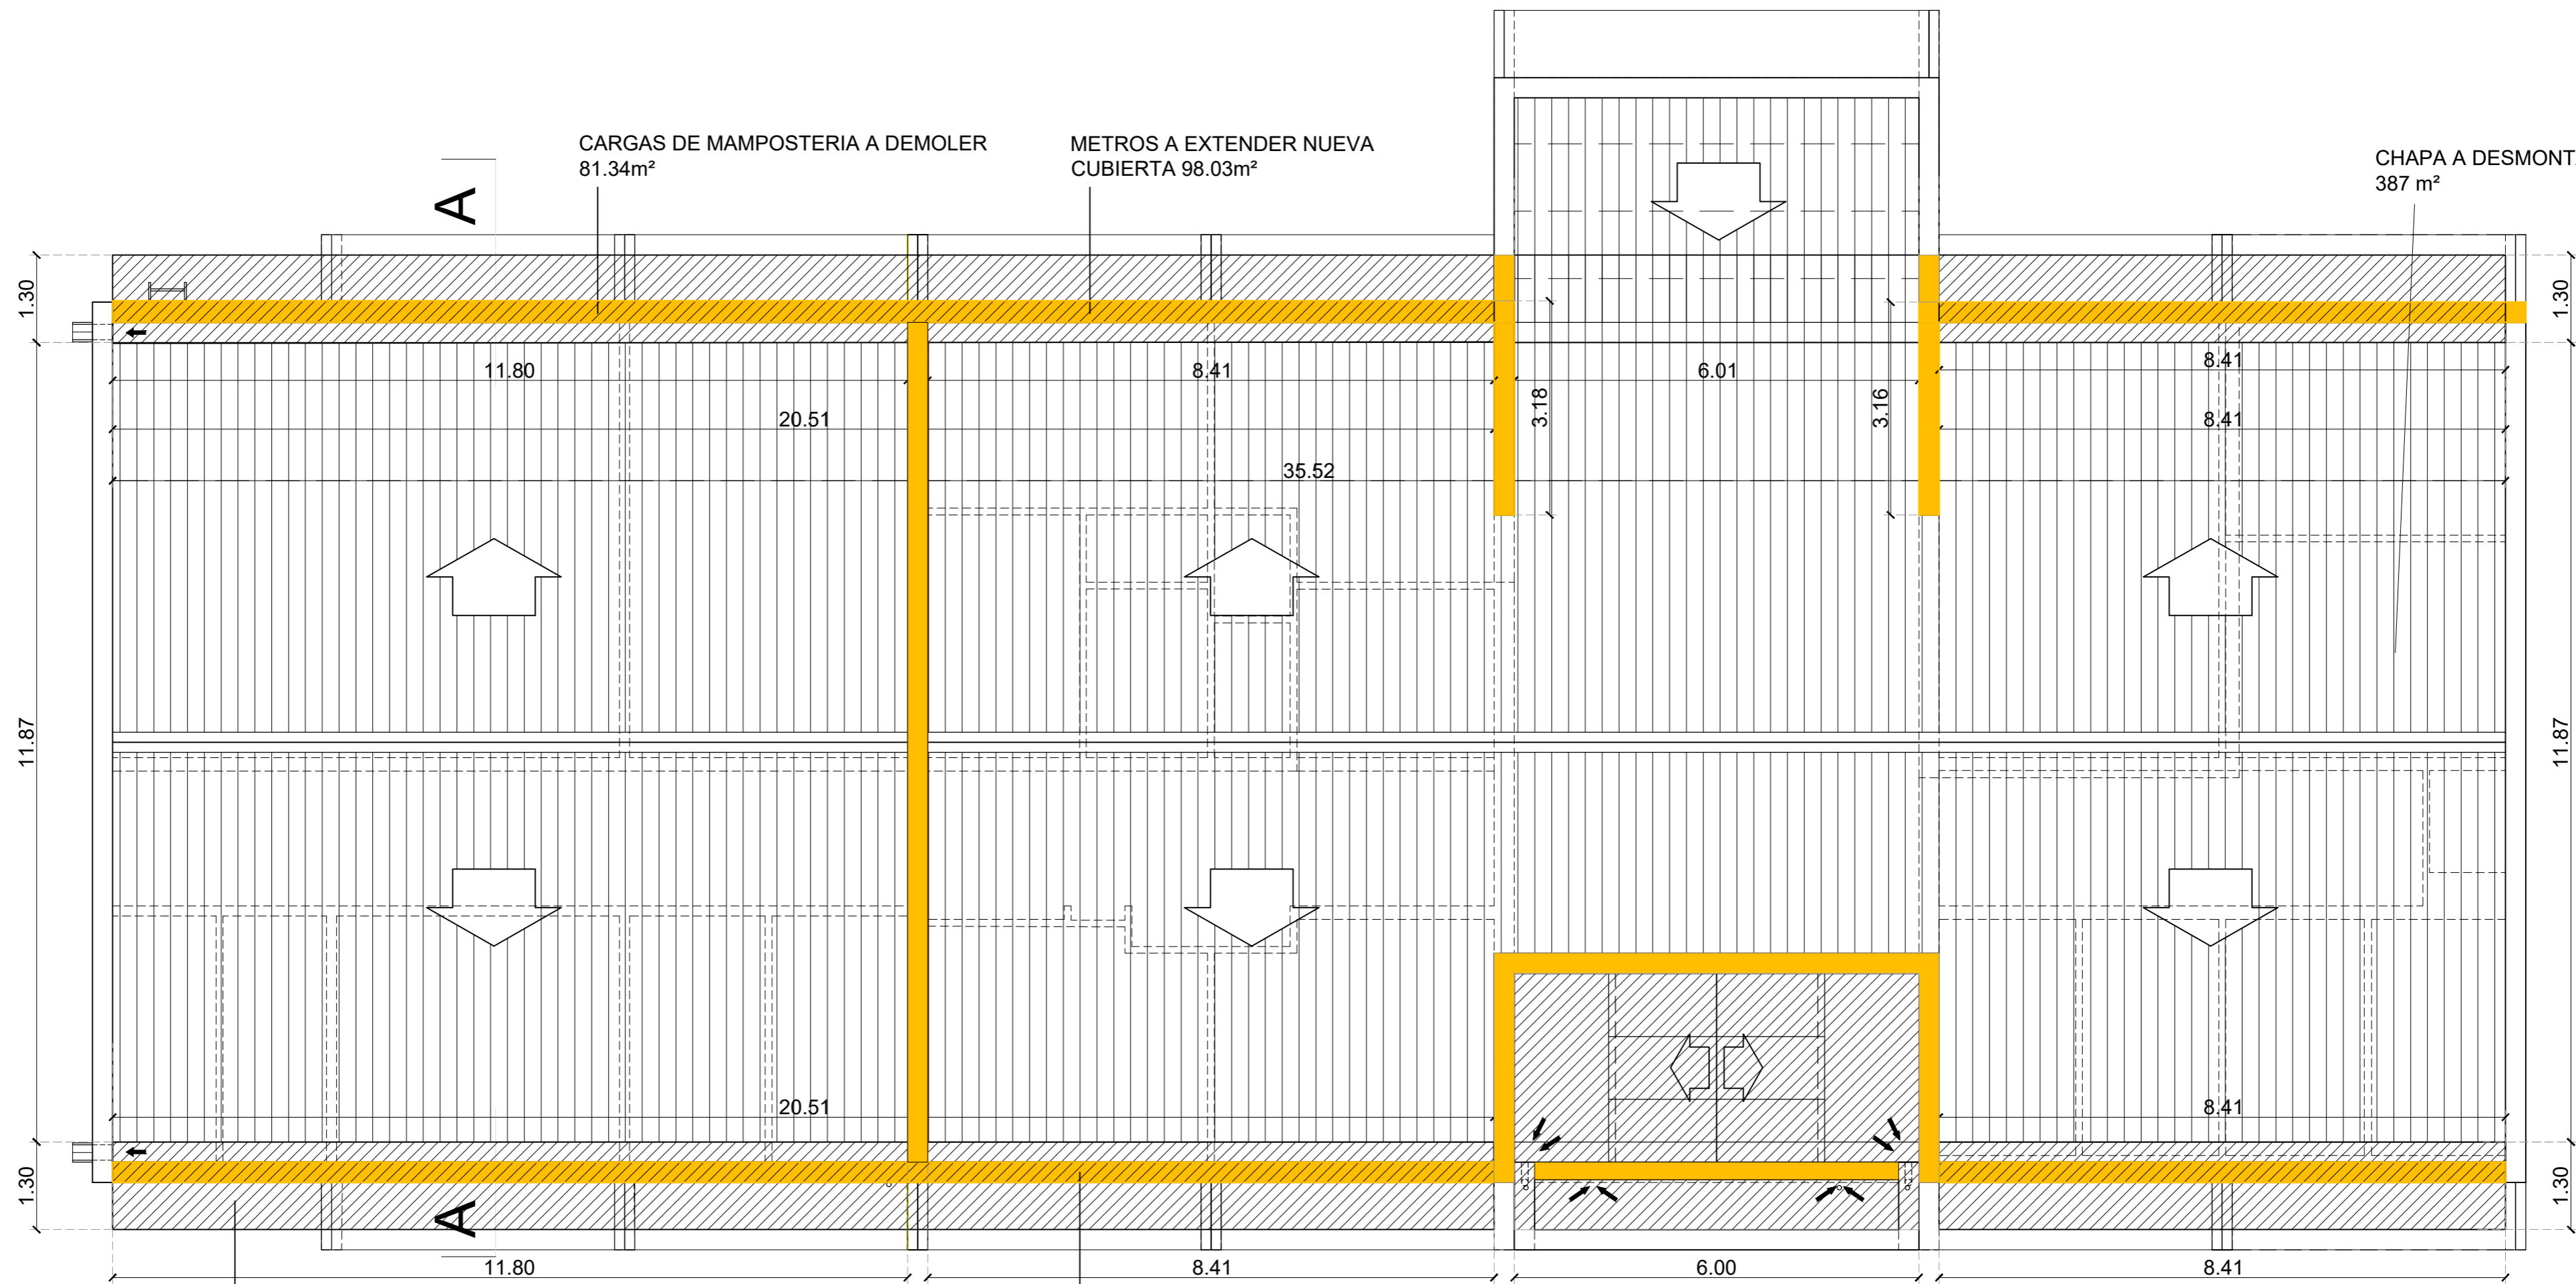 CARGAS DE MAMPOSTERIA A DEMOLER
81.34m²
METROS A EXTENDER NUEVA
CUBIERTA 98.03m²
CHAPA A DESMONT
387 m²
A
1.30
1.30
11.80
8.41
6.01
8.41
20.51
3.18
3.16
8.41
35.52
11.87
11.87
20.51
8.41
1.30
1.30
A
11.80
8.41
6.00
8.41